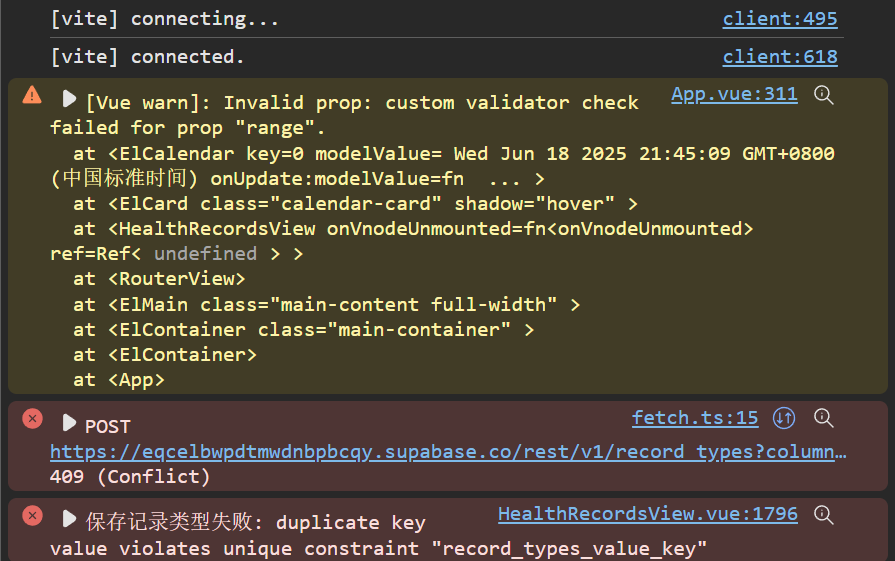 [vite] connecting... client:495
[vite] connected. client:618
[Vue warn]: Invalid prop: custom validator check App.vue:311
failed for prop "range".
at <ElCalendar key=0 modelValue= Wed Jun 18 2025 21:45:09 GMT+0800
(中国标准时间) onUpdate:modelValue=fn ... >
at <ElCard class="calendar-card" shadow="hover" >
at <HealthRecordsView onVnodeUnmounted=fn<onVnodeUnmounted>
ref=Ref< undefined > >
at <RouterView>
at <ElMain class="main-content full-width" >
at <ElContainer class="main-container" >
at <ElContainer>
at <App>
POST fetch.ts:15
https://eqcelbwpdtmwdnbpbcqy.supabase.co/rest/v1/record_types?column…
409 (Conflict)
保存记录类型失败: duplicate key HealthRecordsView.vue:1796
value violates unique constraint "record_types_value_key"